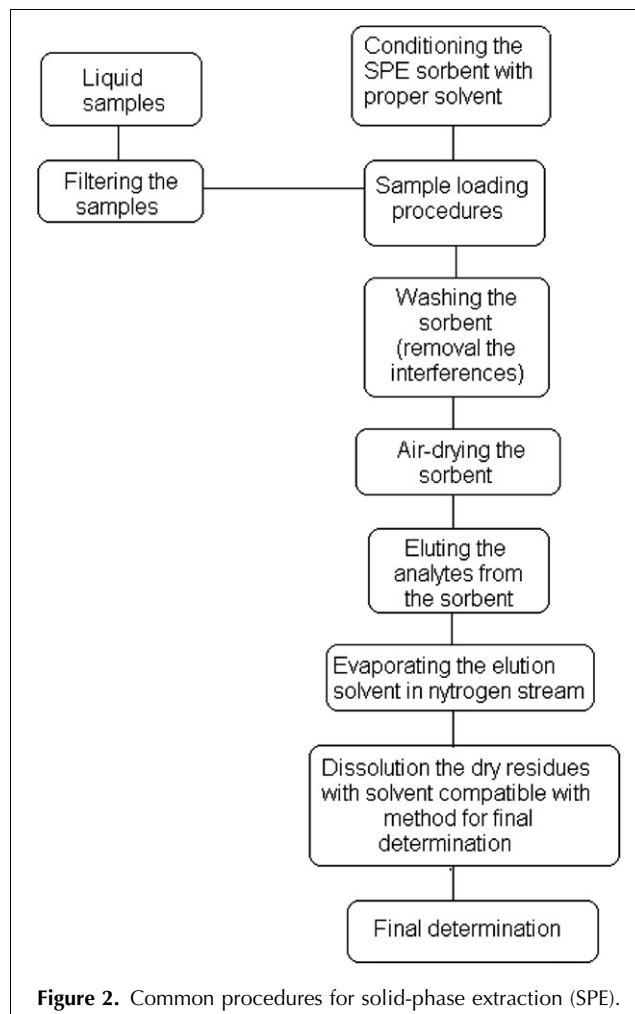 Liquid
samples
Filtering the
samples
Conditioning the
SPE sorbent with
proper solvent
Sample loading
procedures
Washing the
sorbent
(removal the
interferences)
Air-drying the
sorbent
Eluting the
analytes from
the sorbent
Evaporating the elution
solvent in nytrogen stream
Dissolution the dry residues
with solvent compatible with
method for final
determination
Final determination
Figure 2. Common procedures for solid-phase extraction (SPE).